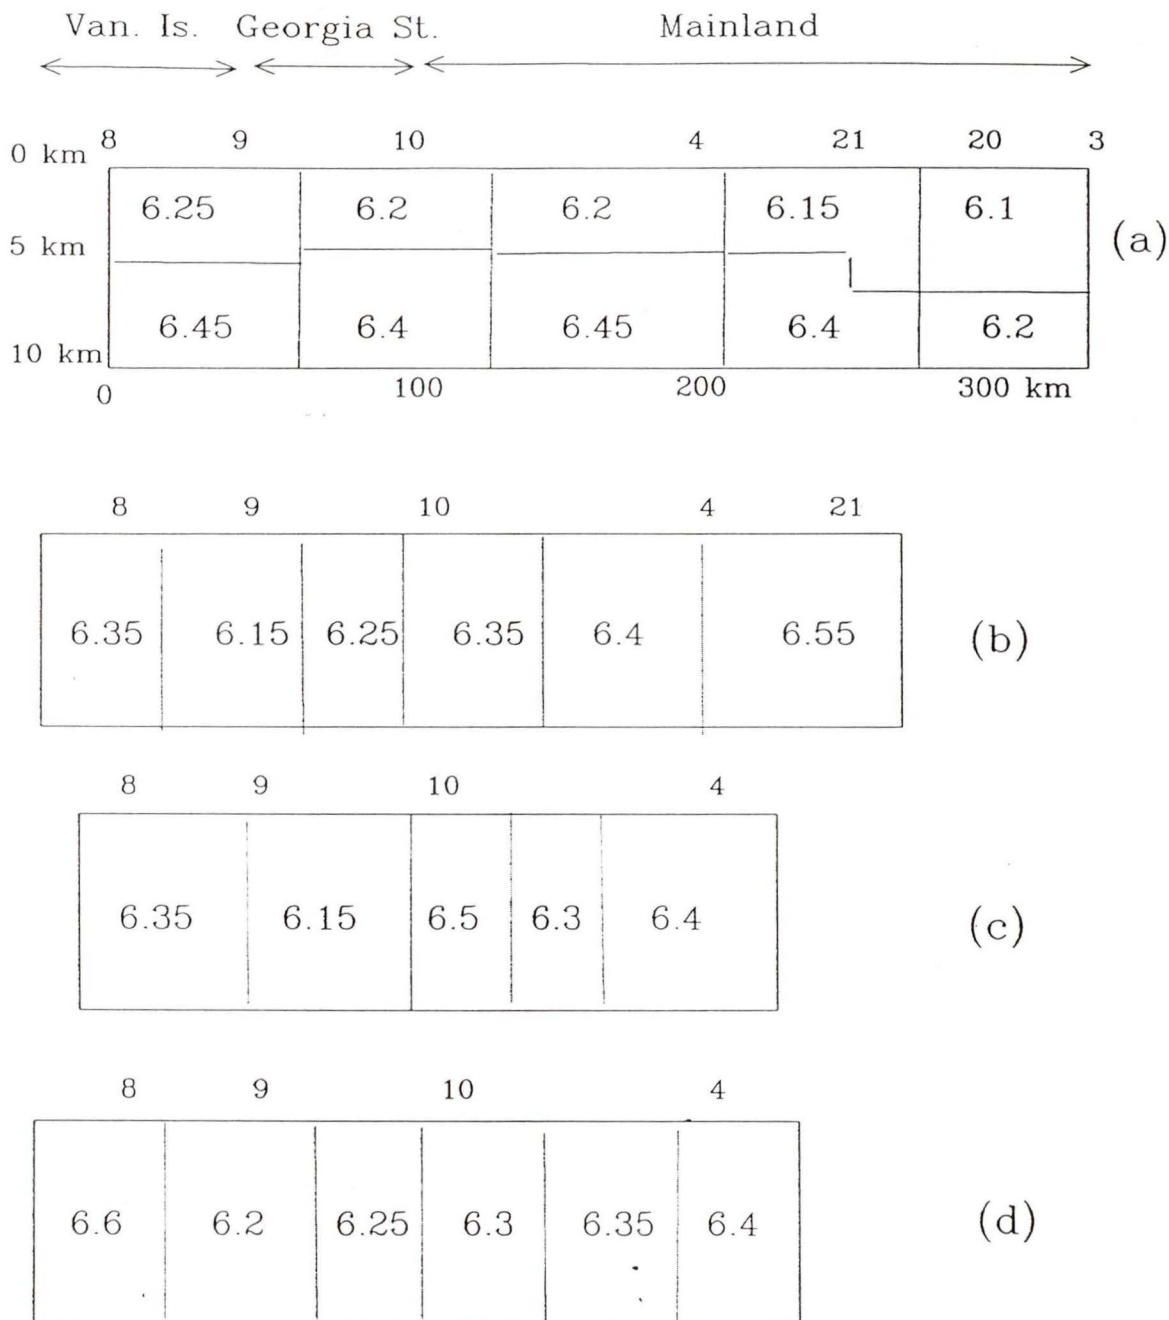 Van. Is. Georgia St. Mainland
8 9 10 4 21 20 3
0 km
6.25 6.2 6.2 6.15 6.1
5 km
(a)
6.45 6.4 6.45 6.4 6.2
10 km
0 100 200 300 km
8 9 10 4 21
6.35 6.15 6.25 6.35 6.4 6.55
(b)
8 9 10 4
6.35 6.15 6.5 6.3 6.4
(c)
8 9 10 4
6.6 6.2 6.25 6.3 6.35 6.4
(d)